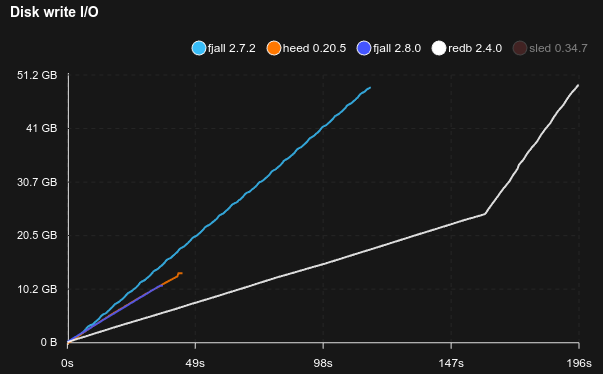 Disk write I/O
fjall 2.7.2 heed 0.20.5 fjall 2.8.0 redb 2.4.0 sled 0.34.7
51.2 GB
41 GB
30.7 GB
20.5 GB
10.2 GB
0 B
0s 49s 98s 147s 196s